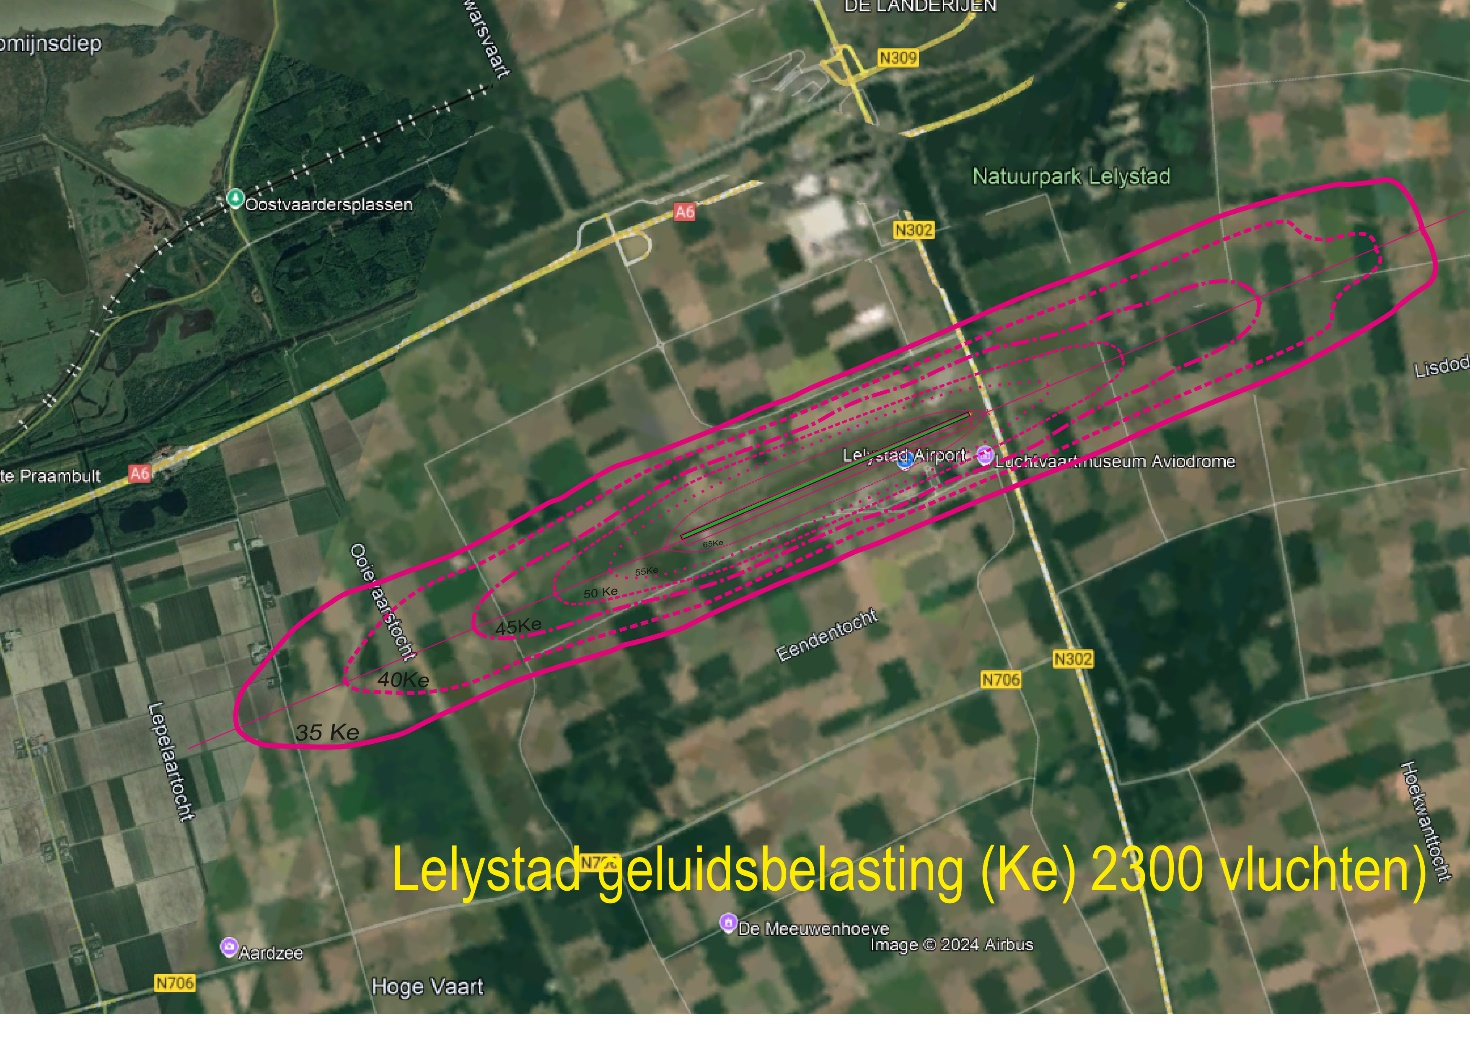 DE LANDERIJEN
omijnsdiep
warsvaart
N309
Natuurpark Lelystad
Oostvaardersplassen
A6
N302
Lisdod
Lelystad Airport
Luchtvaartmuseum Aviodrome
te Praambult
A6
65Ke
55Ke
50 Ke
45Ke
Ooievaarstocht
Eendentocht
40Ke
N302
N706
35 Ke
Lepelaartocht
Hoekwanttocht
N706
Lelystad geluidsbelasting (Ke) 2300 vluchten)
De Meeuwenhoeve
Image © 2024 Airbus
Aardzee
N706
Hoge Vaart